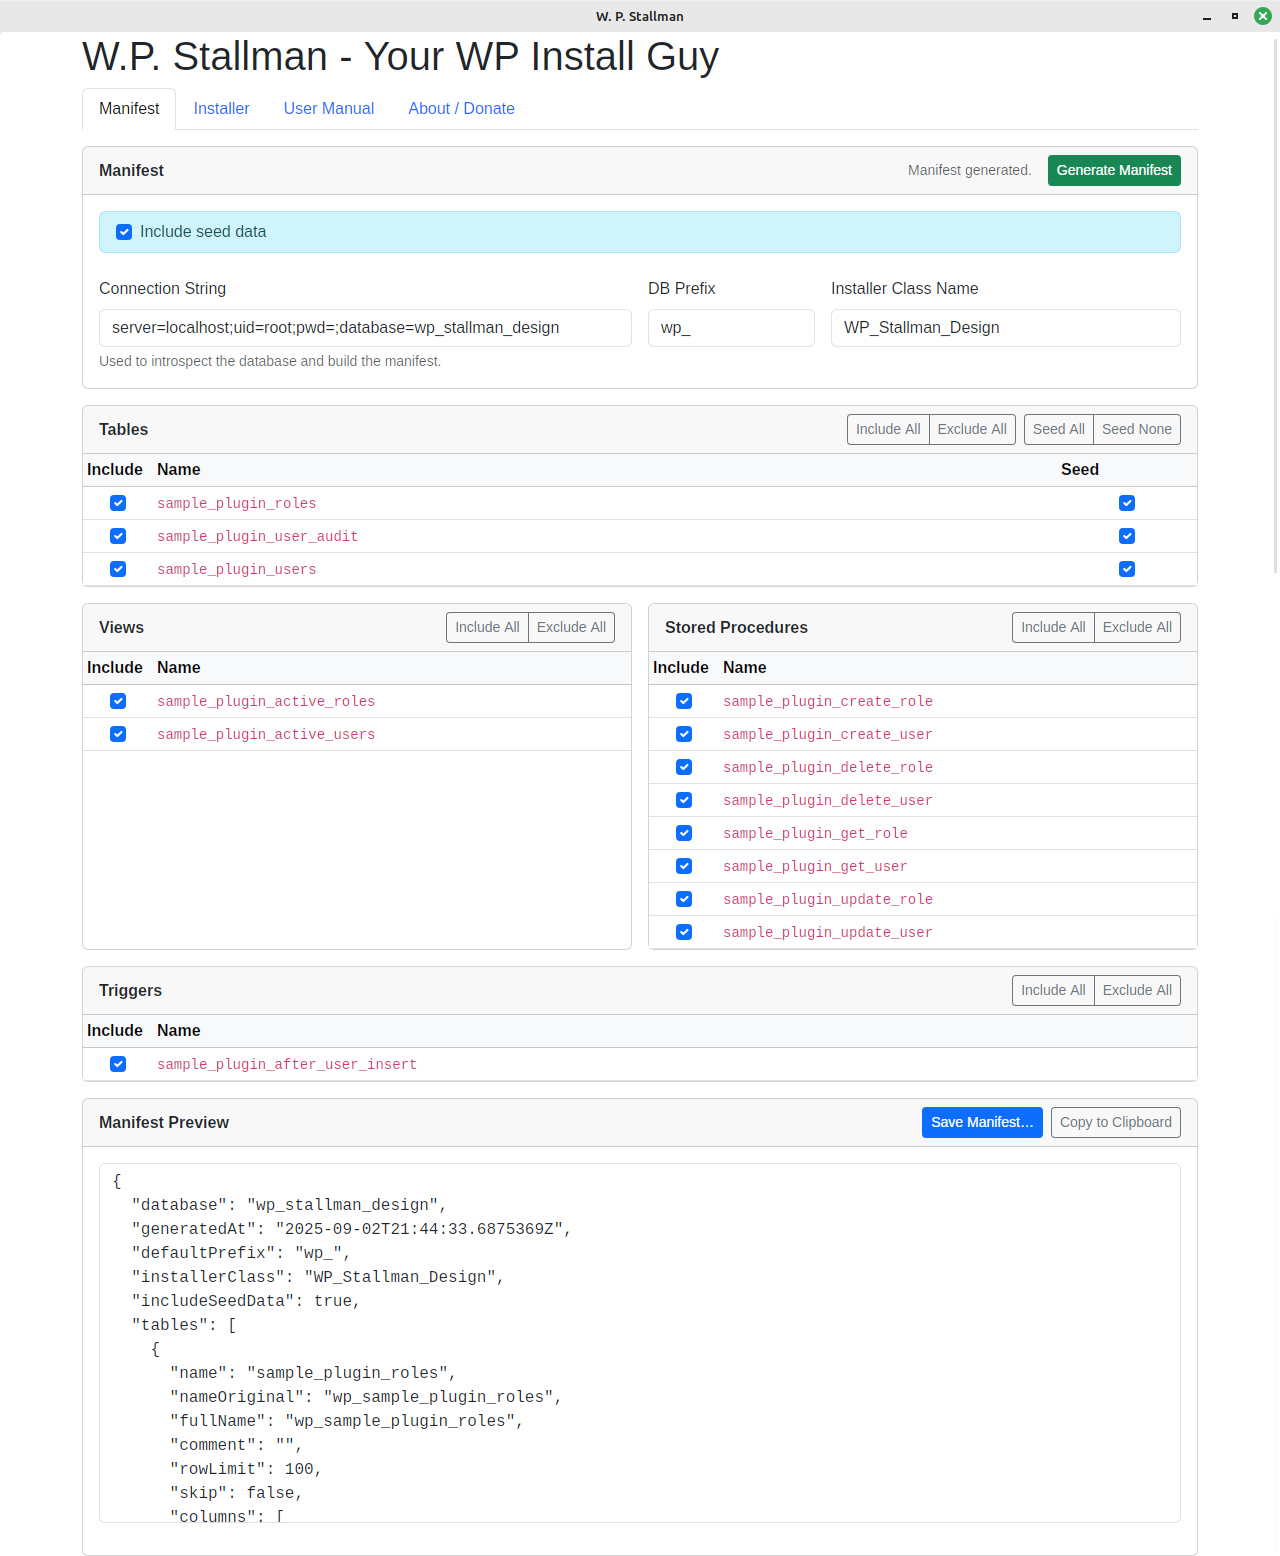 W. P. Stallman
W.P. Stallman - Your WP Install Guy
Manifest Installer User Manual About / Donate
Manifest Manifest generated. Generate Manifest
Include seed data
Connection String DB Prefix Installer Class Name
server=localhost;uid=root;pwd=;database=wp_stallman_design wp_ WP_Stallman_Design
Used to introspect the database and build the manifest.
Tables Include All Exclude All Seed All Seed None
Include Name Seed
sample_plugin_roles
sample_plugin_user_audit
sample_plugin_users
Views Include All Exclude All
Include Name
sample_plugin_active_roles
sample_plugin_active_users
Stored Procedures Include All Exclude All
Include Name
sample_plugin_create_role
sample_plugin_create_user
sample_plugin_delete_role
sample_plugin_delete_user
sample_plugin_get_role
sample_plugin_get_user
sample_plugin_update_role
sample_plugin_update_user
Triggers Include All Exclude All
Include Name
sample_plugin_after_user_insert
Manifest Preview Save Manifest... Copy to Clipboard
{
"database": "wp_stallman_design",
"generatedAt": "2025-09-02T21:44:33.6875369Z",
"defaultPrefix": "wp_",
"installerClass": "WP_Stallman_Design",
"includeSeedData": true,
"tables": [
{
"name": "sample_plugin_roles",
"nameOriginal": "wp_sample_plugin_roles",
"fullName": "wp_sample_plugin_roles",
"comment": "",
"rowLimit": 100,
"skip": false,
"columns": [